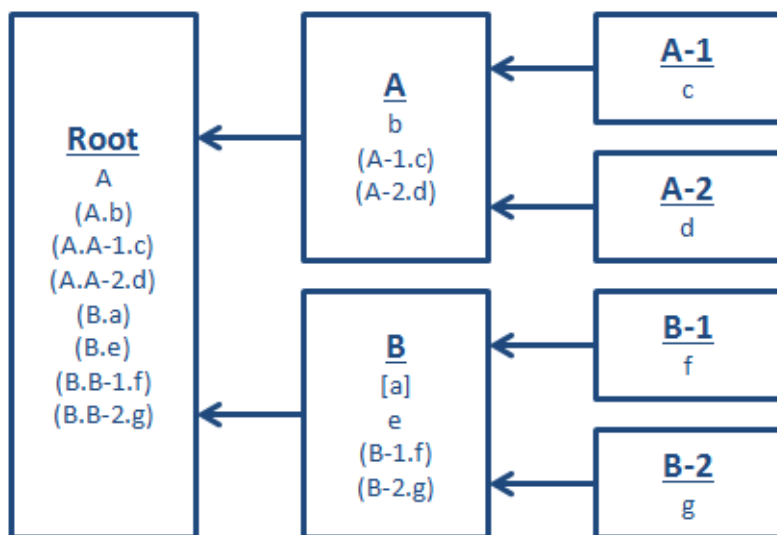 Root
A
(A.b)
(A.A-1.c)
(A.A-2.d)
(B.a)
(B.e)
(B.B-1.f)
(B.B-2.g)
A
b
(A-1.c)
(A-2.d)
B
[a]
e
(B-1.f)
(B-2.g)
A-1
c
A-2
d
B-1
f
B-2
g